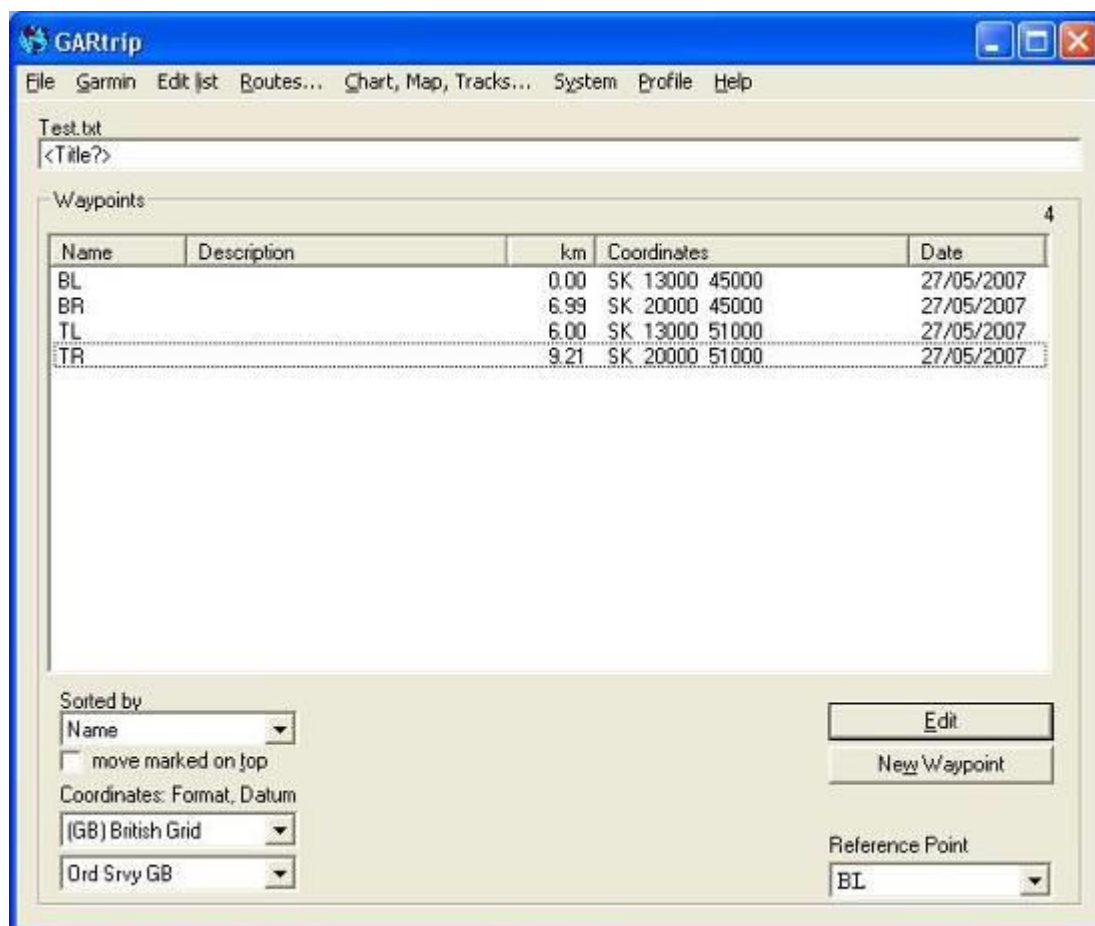 GARtrip
File Garmin Edit list Routes... Chart, Map, Tracks... System Profile Help
Test.txt
<Title?>
Waypoints
4
Name Description km Coordinates Date
BL 0.00 SK 13000 45000 27/05/2007
BR 6.99 SK 20000 45000 27/05/2007
TL 6.00 SK 13000 51000 27/05/2007
TR 9.21 SK 20000 51000 27/05/2007
Sorted by
Name
Edit
move marked on top
New Waypoint
Coordinates: Format, Datum
(GB) British Grid
Reference Point
Ord Srvy GB
BL